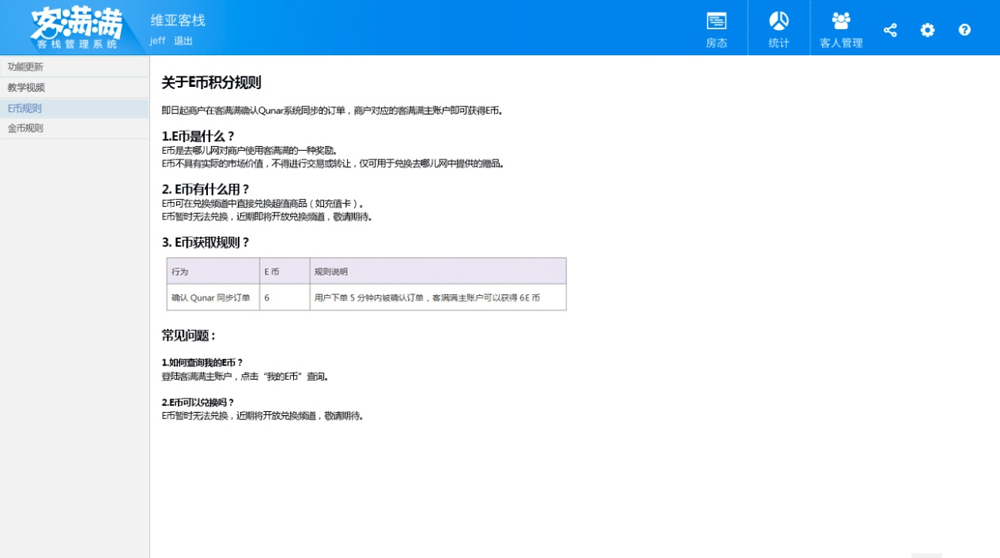 客满满
客栈管理系统
维亚客栈
jeff 退出
房态
统计
客人管理
功能更新
教学视频
E币规则
金币规则
关于E币积分规则
即日起商户在客满满确认Qunar系统同步的订单，商户对应的客满满主账户即可获得E币。
1.E币是什么？
E币是去哪儿网对商户使用客满满的一种奖励。
E币不具有实际的市场价值，不得进行交易或转让，仅可用于兑换去哪儿网中提供的赠品。
2. E币有什么用？
E币可在兑换频道中直接兑换超值商品（如充值卡）。
E币暂时无法兑换，近期即将开放兑换频道，敬请期待。
3. E币获取规则？
行为 E 币 规则说明
确认 Qunar 同步订单 6 用户下单 5 分钟内被确认订单，客满满主账户可以获得 6E 币
常见问题：
1.如何查询我的E币？
登陆客满满主账户，点击“我的E币”查询。
2.E币可以兑换吗？
E币暂时无法兑换，近期将开放兑换频道，敬请期待。